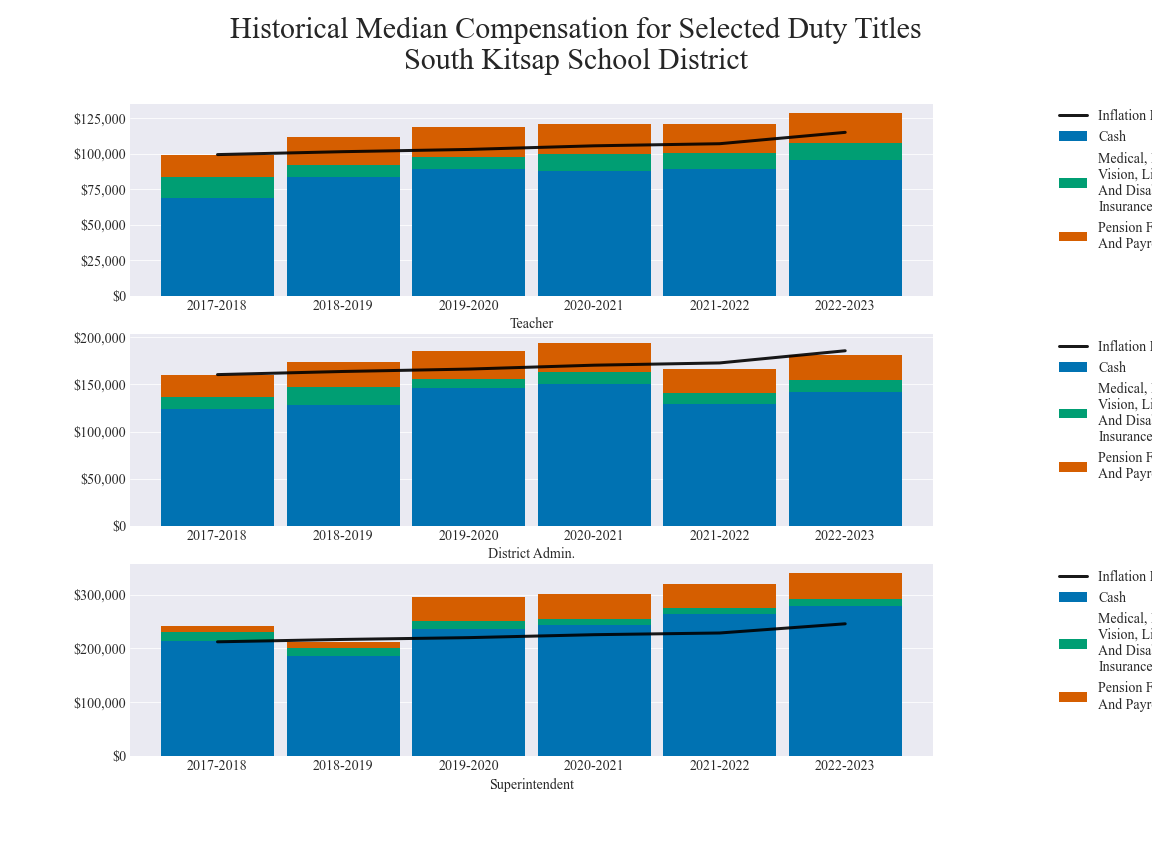 Historical Median Compensation for Selected Duty Titles
South Kitsap School District
$125,000
$100,000
$75,000
$50,000
$25,000
$0
2017-2018 2018-2019 2019-2020 2020-2021 2021-2022 2022-2023
Teacher
Inflation
Cash
Medical,
Vision,
And
Insurance
Pension
And
$200,000
$150,000
$100,000
$50,000
$0
2017-2018 2018-2019 2019-2020 2020-2021 2021-2022 2022-2023
District Admin.
Inflation
Cash
Medical,
Vision,
And
Insurance
Pension
And
$300,000
$200,000
$100,000
$0
2017-2018 2018-2019 2019-2020 2020-2021 2021-2022 2022-2023
Superintendent
Inflation
Cash
Medical,
Vision,
And
Insurance
Pension
And